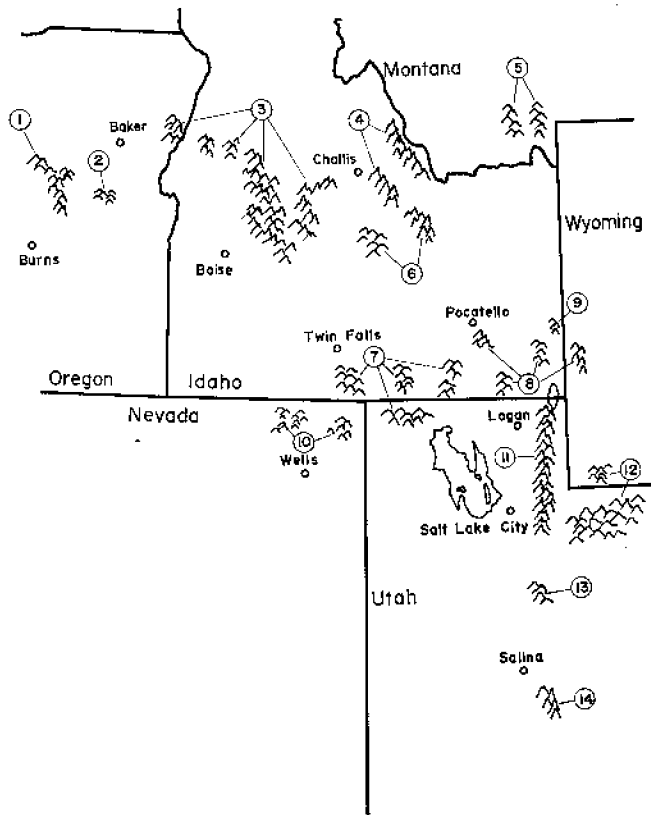 Montana
5
1
3
4
Baker
2
Challis
Wyoming
Burns
Boise
6
9
Pocatello
Twin Falls
7
8
Oregon
Idaho
Nevada
Logan
10
11
Wells
12
Salt Lake City
13
Utah
Salina
14